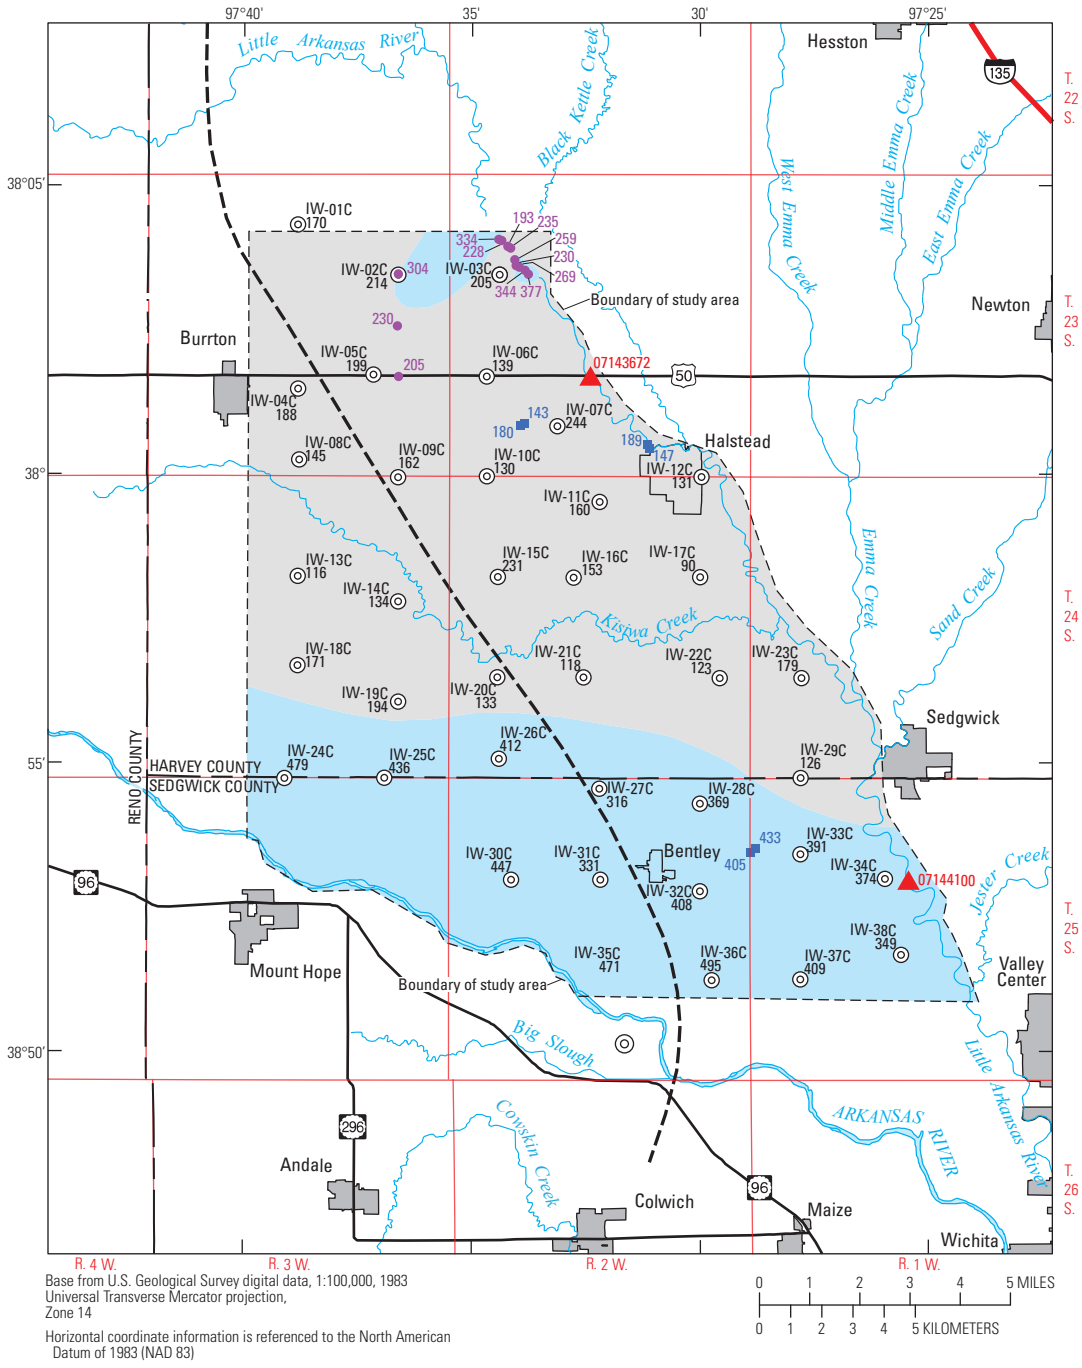 97°40′
35′
30′
97°25′
Little Arkansas River
Black Kettle Creek
Hesston
135
T.
22
S.
Middle Emma Creek
East Emma Creek
West Emma Creek
38°05′
IW-01C
170
193
235
334
228
259
230
269
344
377
IW-02C
214
304
IW-03C
205
Boundary of study area
Newton
T.
23
S.
230
Burrton
IW-05C
199
205
IW-06C
139
07143672
50
IW-04C
188
143
180
IW-07C
244
189
147
Halstead
IW-08C
145
IW-09C
162
IW-10C
130
IW-12C
131
38°
IW-11C
160
Emma Creek
IW-13C
116
IW-14C
134
IW-15C
231
IW-16C
153
IW-17C
90
Sand Creek
T.
24
S.
Kisiwa Creek
IW-18C
171
IW-19C
194
IW-20C
133
IW-21C
118
IW-22C
123
IW-23C
179
Sedgwick
IW-26C
412
55′
RENO COUNTY
HARVEY COUNTY
SEDGWICK COUNTY
IW-24C
479
IW-25C
436
IW-29C
126
IW-27C
316
IW-28C
369
IW-33C
391
433
405
Bentley
IW-30C
447
IW-31C
331
IW-32C
408
IW-34C
374
07144100
Jester Creek
96
T.
25
S.
IW-38C
349
Mount Hope
IW-35C
471
IW-36C
495
IW-37C
409
Valley
Center
Boundary of study area
38°50′
Big Slough
Little Arkansas River
Cowskin Creek
ARKANSAS
RIVER
296
Andale
96
T.
26
S.
Colwich
Maize
Wichita
R. 4 W.
R. 3 W.
R. 2 W.
R. 1 W.
Base from U.S. Geological Survey digital data, 1:100,000, 1983
Universal Transverse Mercator projection,
Zone 14
Horizontal coordinate information is referenced to the North American
Datum of 1983 (NAD 83)
0 1 2 3 4 5 MILES
0 1 2 3 4 5 KILOMETERS